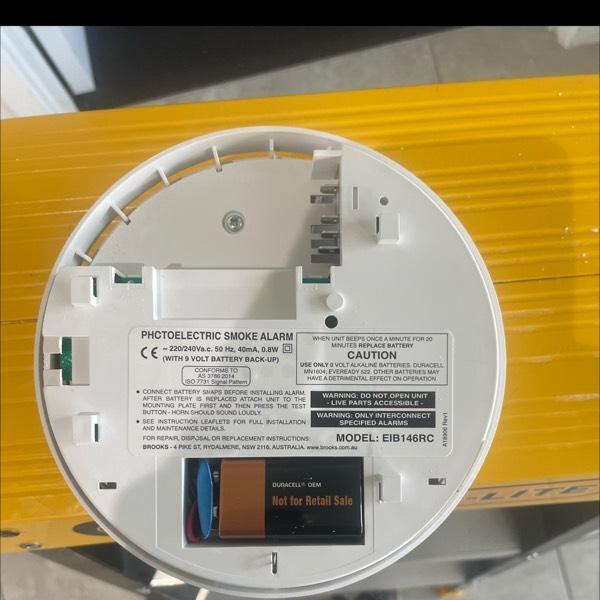 PHOTOELECTRIC SMOKE ALARM
CE ~ 220/240Va.c. 50 Hz, 40mA, 0.8W
(WITH 9 VOLT BATTERY BACK-UP)
CONFORMS TO
AS 3786:2014
ISO 7731 Signal Pattern
• CONNECT BATTERY SNAPS BEFORE INSTALLING ALARM.
AFTER BATTERY IS REPLACED ATTACH UNIT TO THE
MOUNTING PLATE FIRST AND THEN PRESS THE TEST
BUTTON - HORN SHOULD SOUND LOUDLY.
• SEE INSTRUCTION LEAFLETS FOR FULL INSTALLATION
AND MAINTENANCE DETAILS.
FOR REPAIR, DISPOSAL OR REPLACEMENT INSTRUCTIONS:
BROOKS - 4 PIKE ST, RYDALMERE, NSW 2116, AUSTRALIA. www.brooks.com.au
WHEN UNIT BEEPS ONCE A MINUTE FOR 20
MINUTES REPLACE BATTERY
CAUTION
USE ONLY 9 VOLT ALKALINE BATTERIES. DURACELL
MN1604; EVEREADY 522. OTHER BATTERIES MAY
HAVE A DETRIMENTAL EFFECT ON OPERATION
WARNING: DO NOT OPEN UNIT
- LIVE PARTS ACCESSIBLE -
WARNING: ONLY INTERCONNECT
SPECIFIED ALARMS
MODEL: EIB146RC
A18906 Rev1
DURACELL® OEM
Not for Retail Sale
-LITE